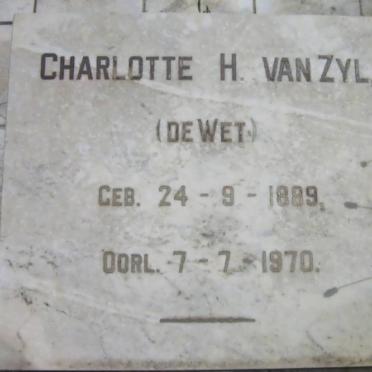 CHARLOTTE H. VAN ZYL.
(DE WET.)
GEB. 24 - 9 - 1889.
OORL. 7 - 7 - 1970.